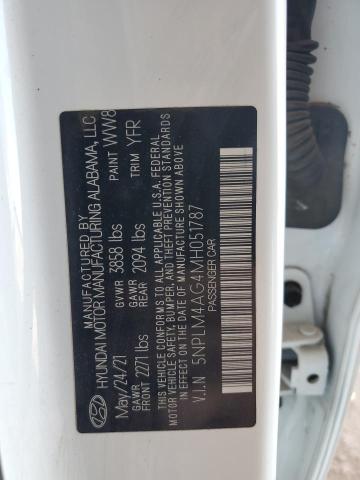 MANUFACTURED BY
HYUNDAI MOTOR MANUFACTURING ALABAMA, LLC
May/24/21 GVWR 3858 lbs PAINT WW8
GAWR FRONT 2271 lbs GAWR REAR 2094 lbs TRIM YFR
THIS VEHICLE CONFORMS TO ALL APPLICABLE U.S.A. FEDERAL
MOTOR VEHICLE SAFETY, BUMPER, AND THEFT PREVENTION STANDARDS
IN EFFECT ON THE DATE OF MANUFACTURE SHOWN ABOVE.
V.I.N 5NPLM4AG4MH051787
PASSENGER CAR